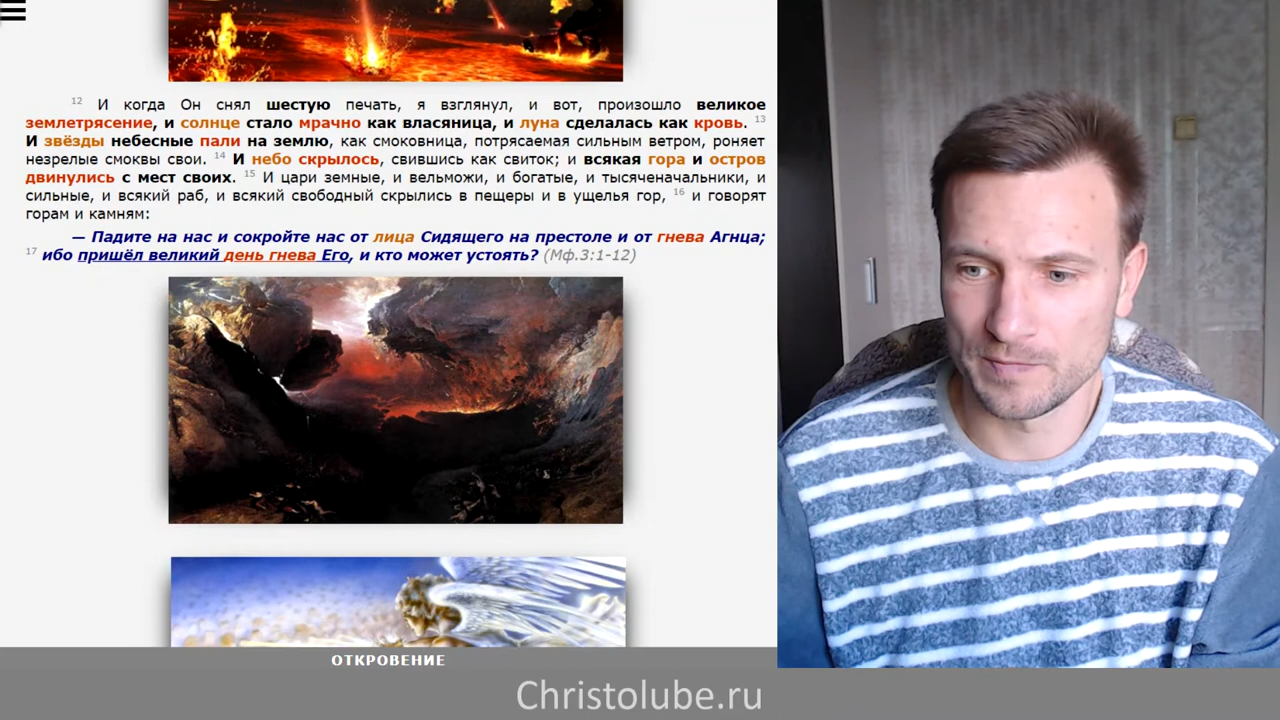 12 И когда Он снял шестую печать, я взглянул, и вот, произошло великое
землетрясение, и солнце стало мрачно как власяница, и луна сделалась как кровь. 13
И звёзды небесные пали на землю, как смоковница, потрясаемая сильным ветром, роняет
незрелые смоквы свои. 14 И небо скрылось, свившись как свиток; и всякая гора и остров
двинулись с мест своих. 15 И цари земные, и вельможи, и богатые, и тысяченачальники, и
сильные, и всякий раб, и всякий свободный скрылись в пещеры и в ущелья гор, 16 и говорят
горам и камням:
— Падите на нас и сокройте нас от лица Сидящего на престоле и от гнева Агнца;
17 ибо пришёл великий день гнева Его, и кто может устоять? (Мф.3:1-12)
ОТКРОВЕНИЕ
Christolube.ru